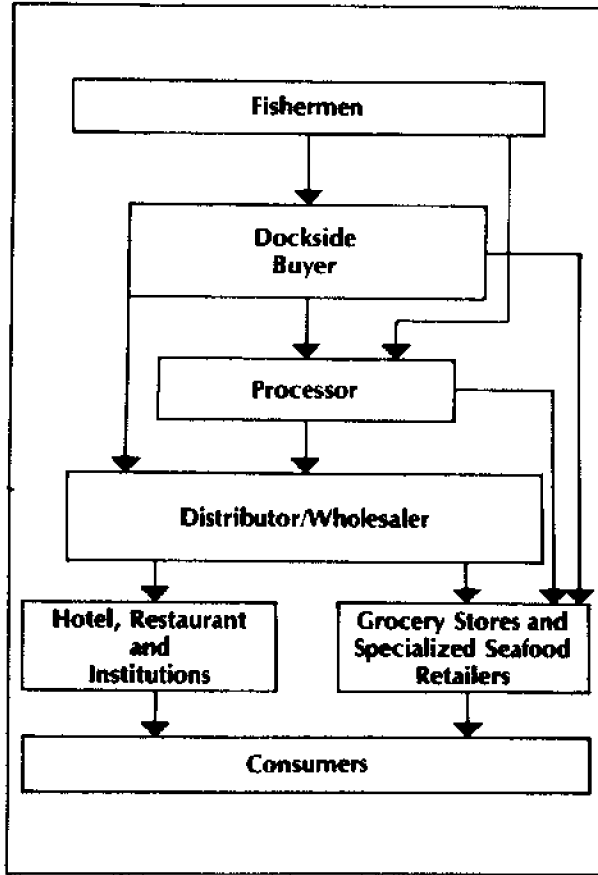 Fishermen
Dockside
Buyer
Processor
Distributor/Wholesaler
Hotel, Restaurant
and
Institutions
Grocery Stores and
Specialized Seafood
Retailers
Consumers